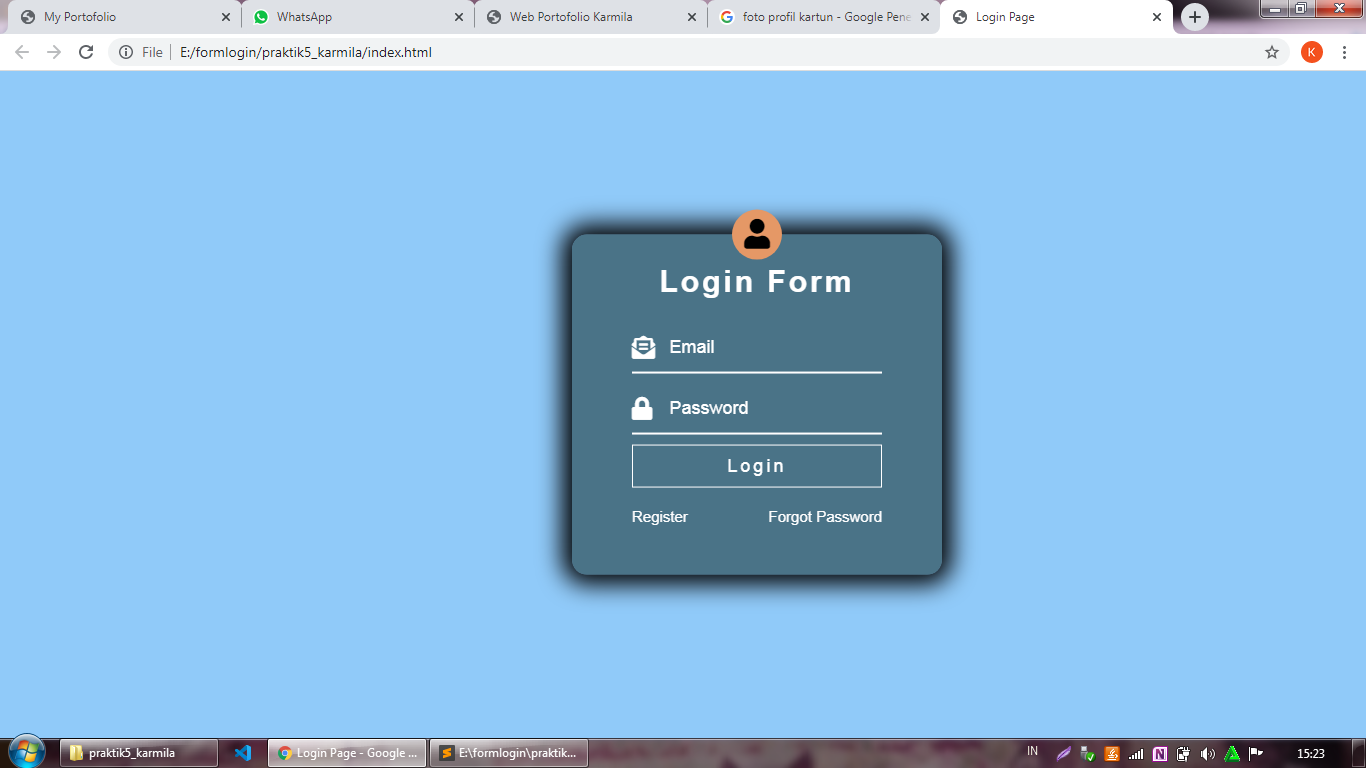 My Portofolio
WhatsApp
Web Portofolio Karmila
foto profil kartun - Google Pene
Login Page
File
E:/formlogin/praktik5_karmila/index.html
K
Login Form
Email
Password
Login
Register
Forgot Password
praktik5_karmila
Login Page - Google ...
E:\formlogin\praktik...
IN
N
15:23